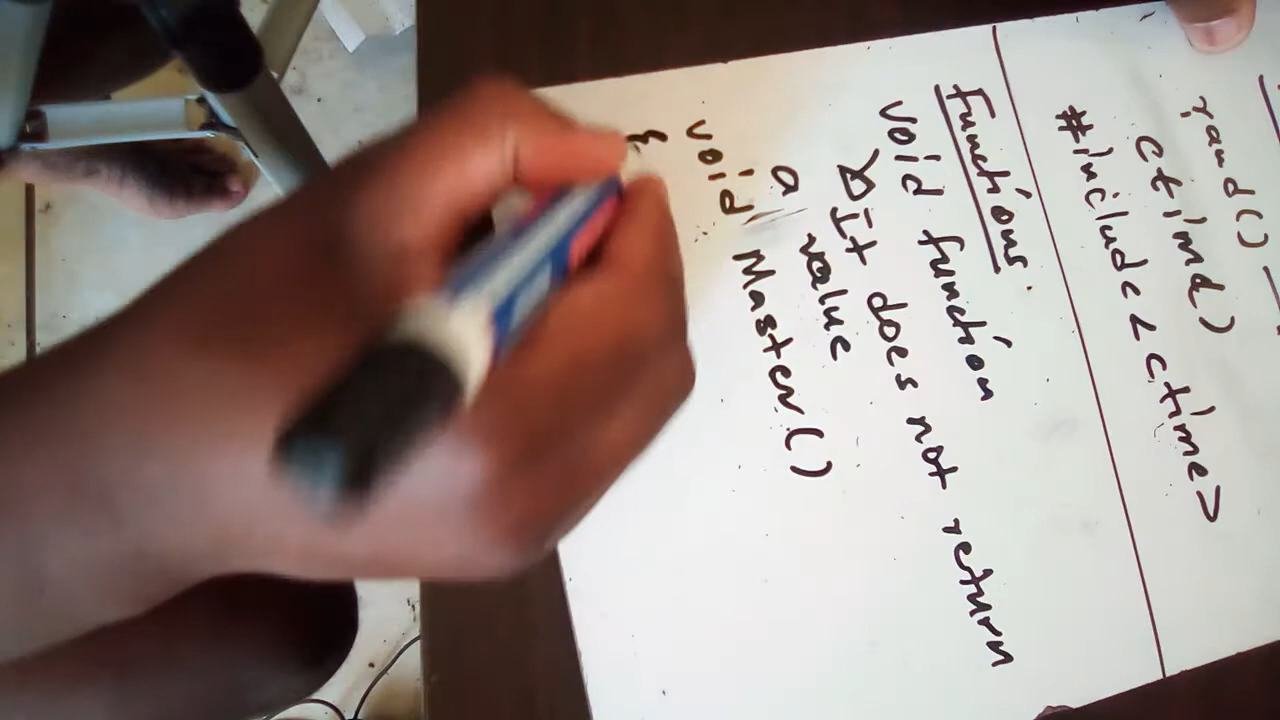 rand()
ctime)
#include <ctime>
Functions.
void function
It does not return
a value
void Master()
{